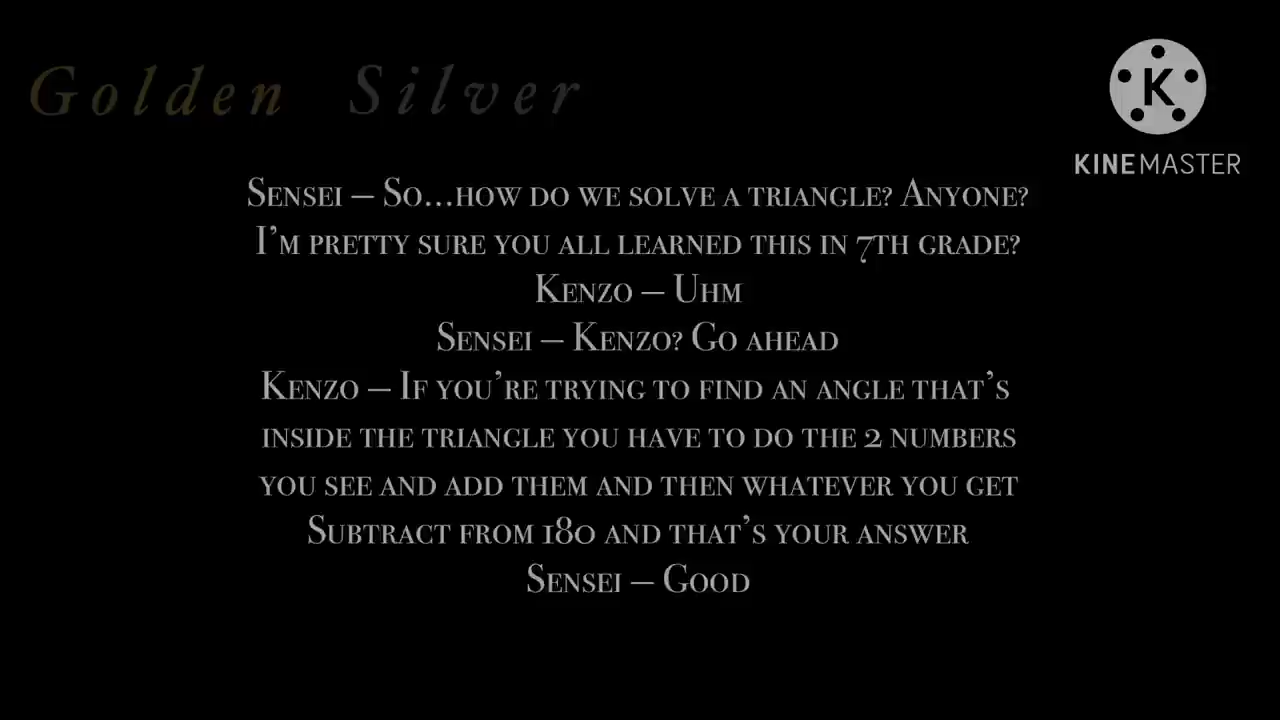 Golden Silver
K
KINEMASTER
Sensei – So...how do we solve a triangle? Anyone?
I'm pretty sure you all learned this in 7th grade?
Kenzo – Uhm
Sensei – Kenzo? Go ahead
Kenzo – If you're trying to find an angle that's
inside the triangle you have to do the 2 numbers
you see and add them and then whatever you get
Subtract from 180 and that's your answer
Sensei – Good